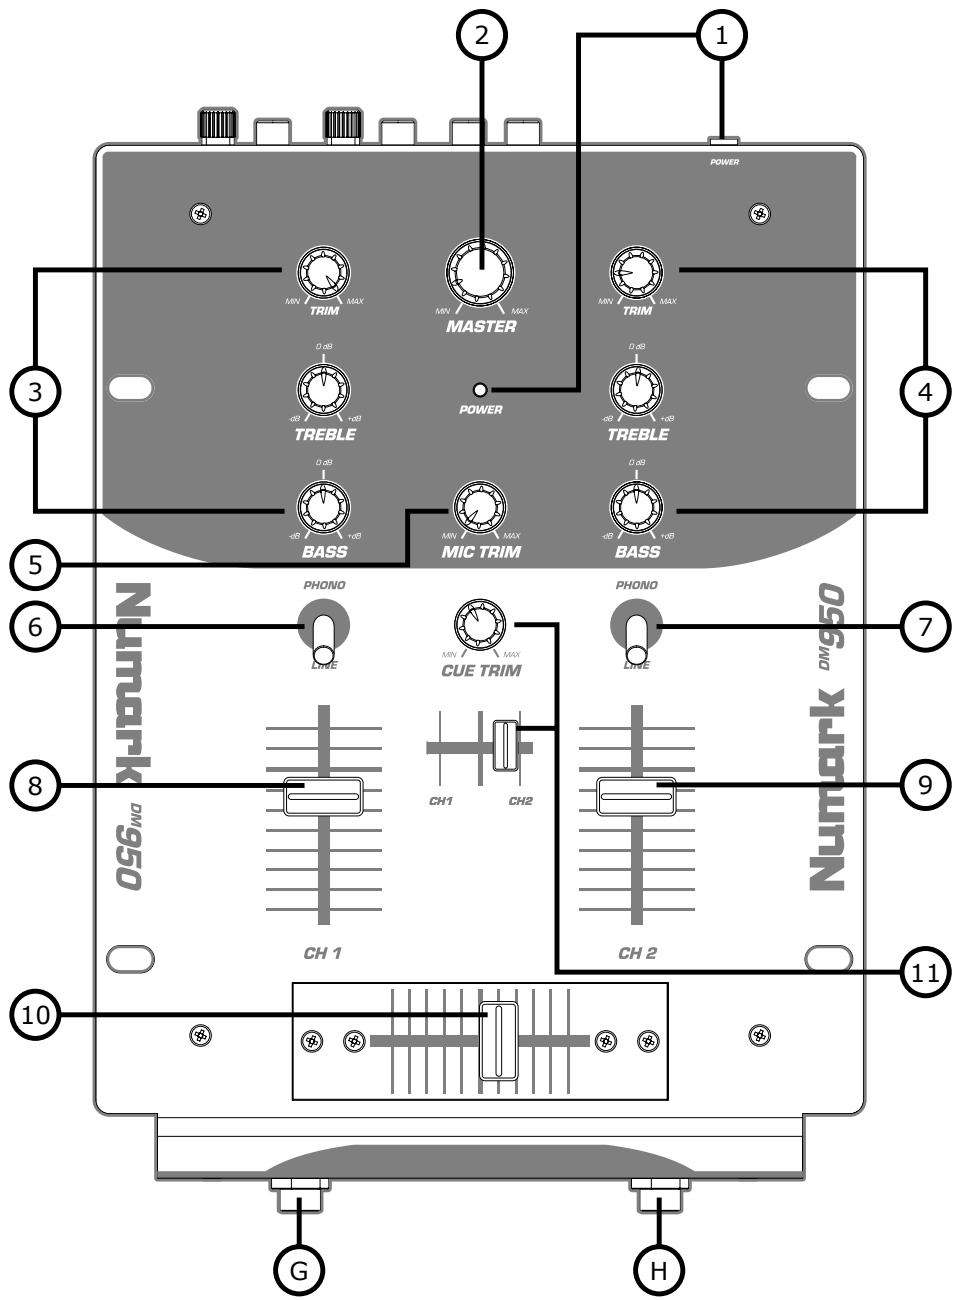 2
1
POWER
MIN MAX
TRIM
MIN MAX
MASTER
MIN MAX
TRIM
3
4
0 dB
-dB +dB
TREBLE
POWER
0 dB
-dB +dB
TREBLE
0 dB
-dB +dB
BASS
MIN MAX
MIC TRIM
0 dB
-dB +dB
BASS
5
PHONO
LINE
6
MIN MAX
CUE TRIM
PHONO
LINE
7
Numark DM950
Numark DM950
8
CH1 CH2
9
CH 1
CH 2
11
10
G
H